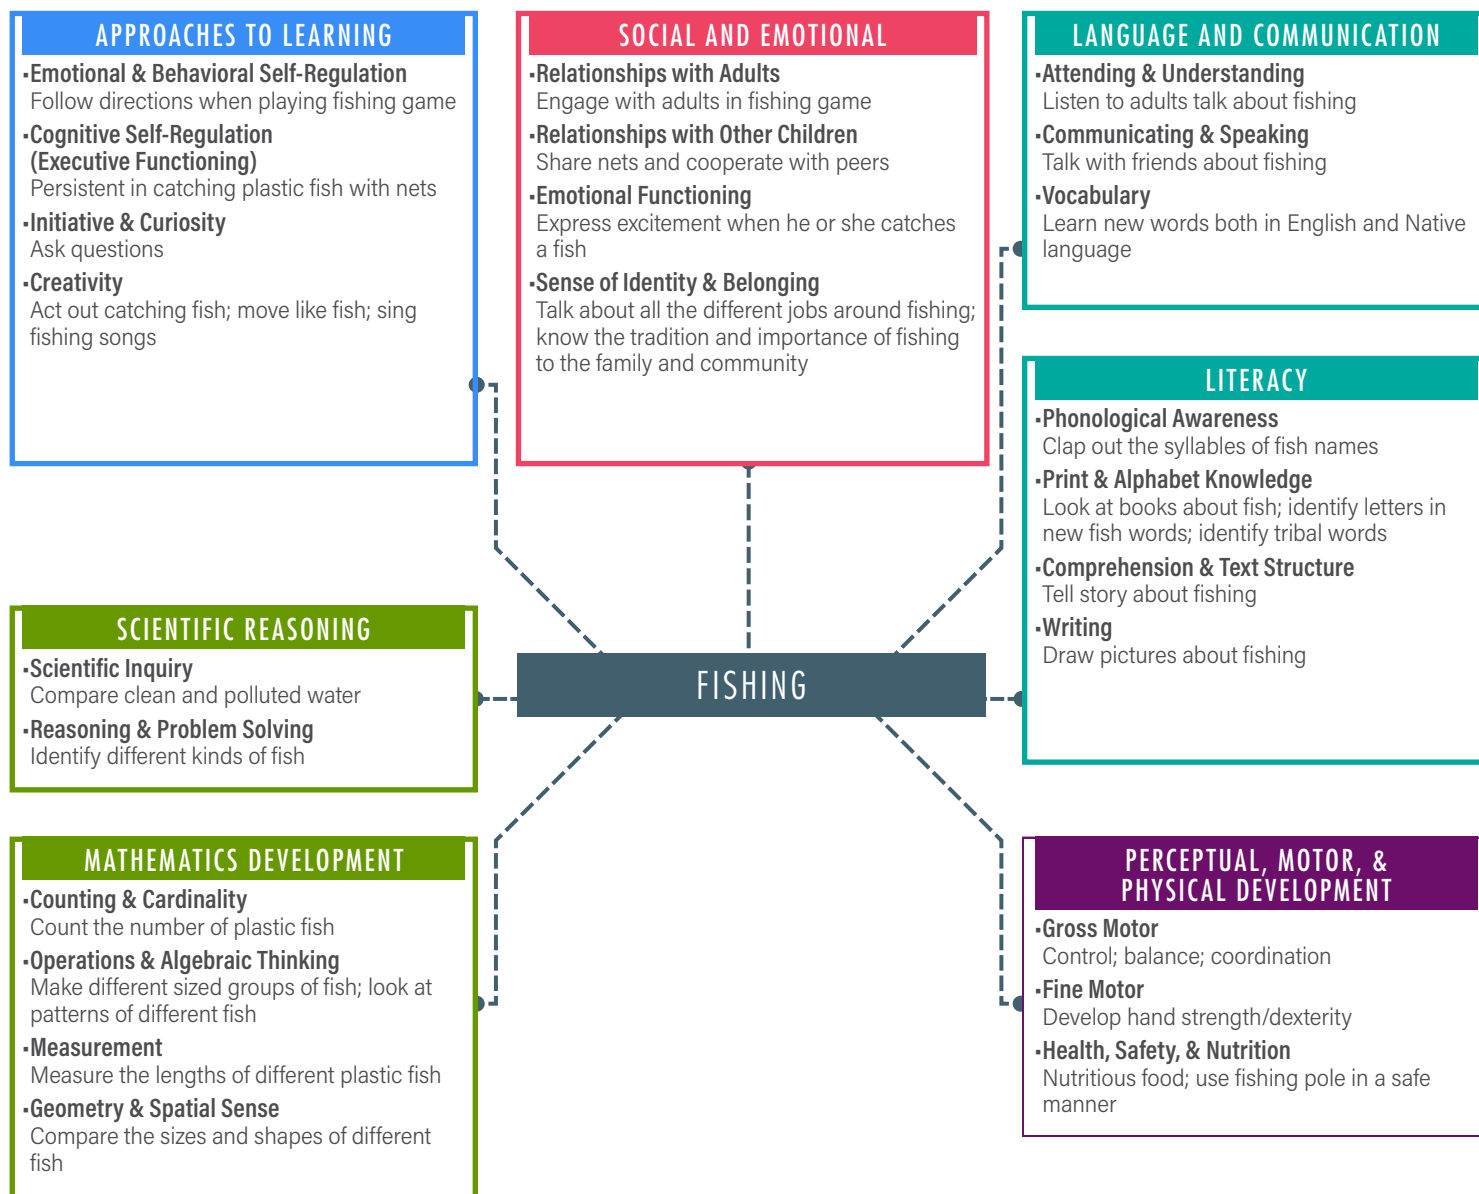 APPROACHES TO LEARNING
▪Emotional & Behavioral Self-Regulation
Follow directions when playing fishing game
▪Cognitive Self-Regulation
(Executive Functioning)
Persistent in catching plastic fish with nets
▪Initiative & Curiosity
Ask questions
▪Creativity
Act out catching fish; move like fish; sing
fishing songs
SOCIAL AND EMOTIONAL
▪Relationships with Adults
Engage with adults in fishing game
▪Relationships with Other Children
Share nets and cooperate with peers
▪Emotional Functioning
Express excitement when he or she catches
a fish
▪Sense of Identity & Belonging
Talk about all the different jobs around fishing;
know the tradition and importance of fishing
to the family and community
LANGUAGE AND COMMUNICATION
▪Attending & Understanding
Listen to adults talk about fishing
▪Communicating & Speaking
Talk with friends about fishing
▪Vocabulary
Learn new words both in English and Native
language
LITERACY
▪Phonological Awareness
Clap out the syllables of fish names
▪Print & Alphabet Knowledge
Look at books about fish; identify letters in
new fish words; identify tribal words
▪Comprehension & Text Structure
Tell story about fishing
▪Writing
Draw pictures about fishing
SCIENTIFIC REASONING
▪Scientific Inquiry
Compare clean and polluted water
▪Reasoning & Problem Solving
Identify different kinds of fish
FISHING
MATHEMATICS DEVELOPMENT
▪Counting & Cardinality
Count the number of plastic fish
▪Operations & Algebraic Thinking
Make different sized groups of fish; look at
patterns of different fish
▪Measurement
Measure the lengths of different plastic fish
▪Geometry & Spatial Sense
Compare the sizes and shapes of different
fish
PERCEPTUAL, MOTOR, &
PHYSICAL DEVELOPMENT
▪Gross Motor
Control; balance; coordination
▪Fine Motor
Develop hand strength/dexterity
▪Health, Safety, & Nutrition
Nutritious food; use fishing pole in a safe
manner